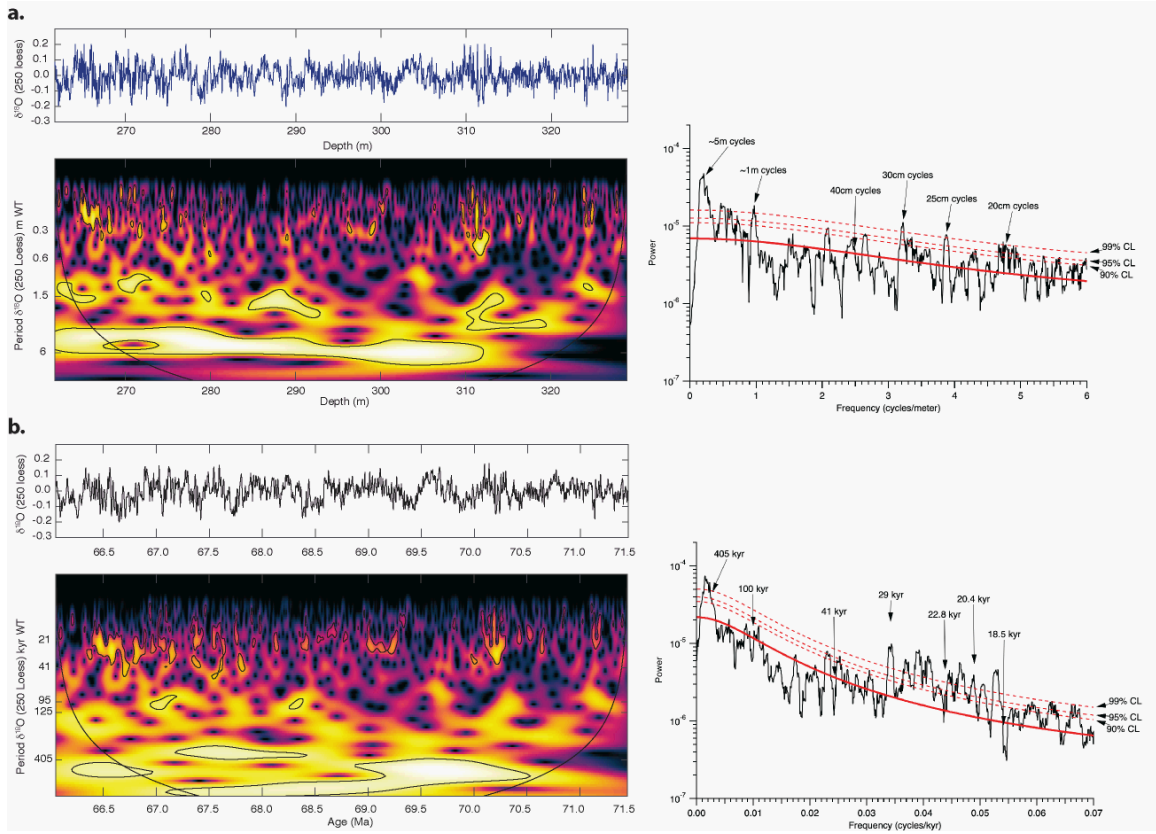 a.
δ¹⁸O (250 loess)
0.2
0.1
0.0
-0.1
-0.2
-0.3
270 280 290 300 310 320
Depth (m)
Period δ¹⁸O (250 Loess) m WT
0.3
0.6
1.5
6
270 280 290 300 310 320
Depth (m)
Power
10⁻⁴
10⁻⁵
10⁻⁶
10⁻⁷
~5m cycles
~1m cycles
40cm cycles
30cm cycles
25cm cycles
20cm cycles
99% CL
95% CL
90% CL
0 1 2 3 4 5 6
Frequency (cycles/meter)
b.
δ¹⁸O (250 loess)
0.2
0.1
0.0
-0.1
-0.2
-0.3
66.5 67.0 67.5 68.0 68.5 69.0 69.5 70.0 70.5 71.0 71.5
Period δ¹⁸O (250 Loess) kyr WT
21
41
95
125
405
66.5 67.0 67.5 68.0 68.5 69.0 69.5 70.0 70.5 71.0 71.5
Age (Ma)
Power
10⁻⁴
10⁻⁵
10⁻⁶
10⁻⁷
405 kyr
100 kyr
41 kyr
29 kyr
22.8 kyr
20.4 kyr
18.5 kyr
99% CL
95% CL
90% CL
0.00 0.01 0.02 0.03 0.04 0.05 0.06 0.07
Frequency (cycles/kyr)